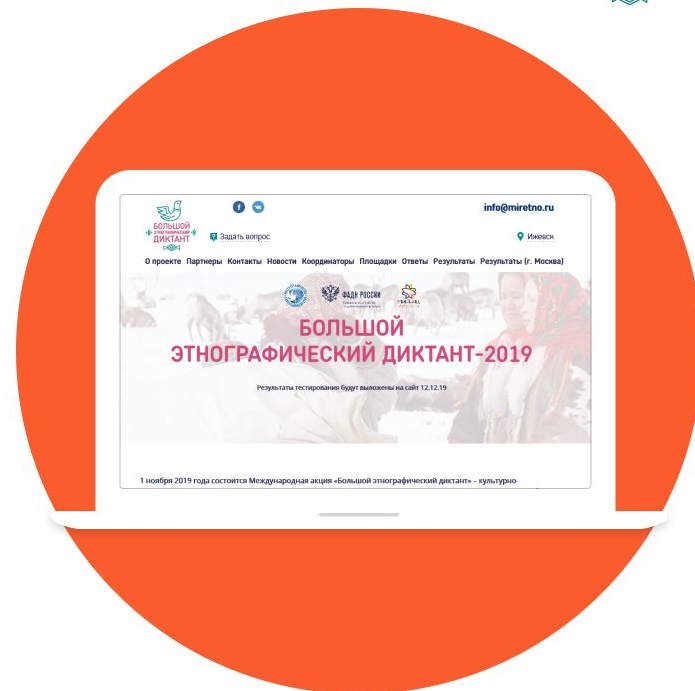 info@miretno.ru
БОЛЬШОЙ
ЭТНОГРАФИЧЕСКИЙ
ДИКТАНТ
Задать вопрос
Ижевск
О проекте Партнеры Контакты Новости Координаторы Площадки Ответы Результаты Результаты (г. Москва)
ФАДН РОССИИ
БОЛЬШОЙ
ЭТНОГРАФИЧЕСКИЙ ДИКТАНТ-2019
Результаты тестирования будут выложены на сайт 12.12.19
1 ноября 2019 года состоится Международная акция «Большой этнографический диктант» - культурно-